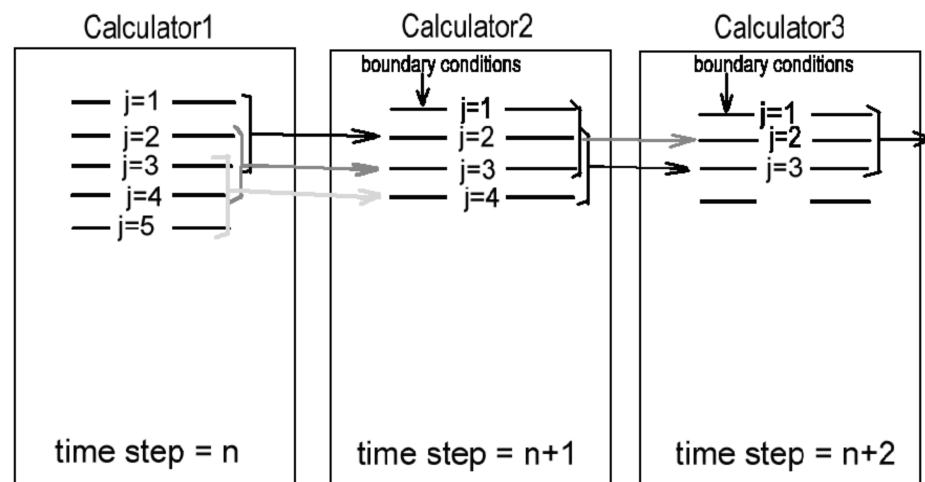 Calculator1
Calculator2
Calculator3
boundary conditions
boundary conditions
j=1
j=2
j=3
j=4
j=5
j=1
j=2
j=3
j=4
j=1
j=2
j=3
time step = n
time step = n+1
time step = n+2